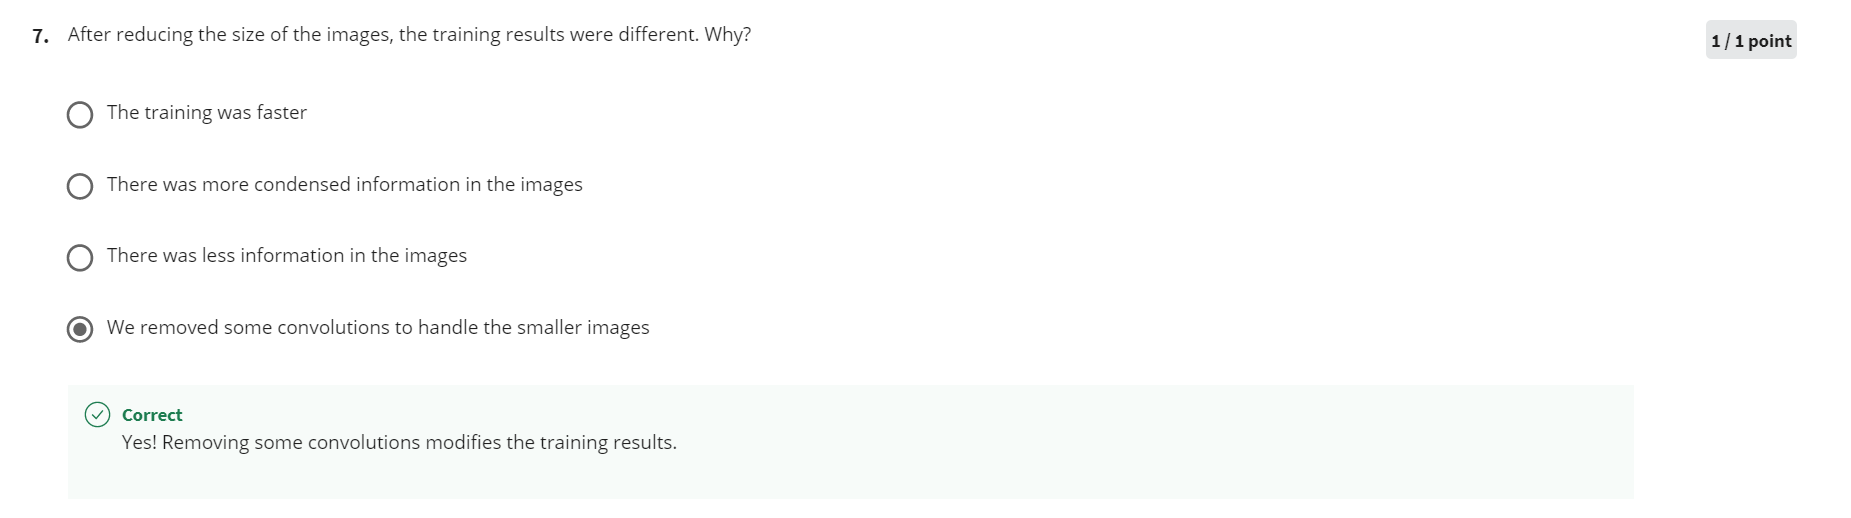 7. After reducing the size of the images, the training results were different. Why?
1 / 1 point
The training was faster
There was more condensed information in the images
There was less information in the images
We removed some convolutions to handle the smaller images
Correct
Yes! Removing some convolutions modifies the training results.